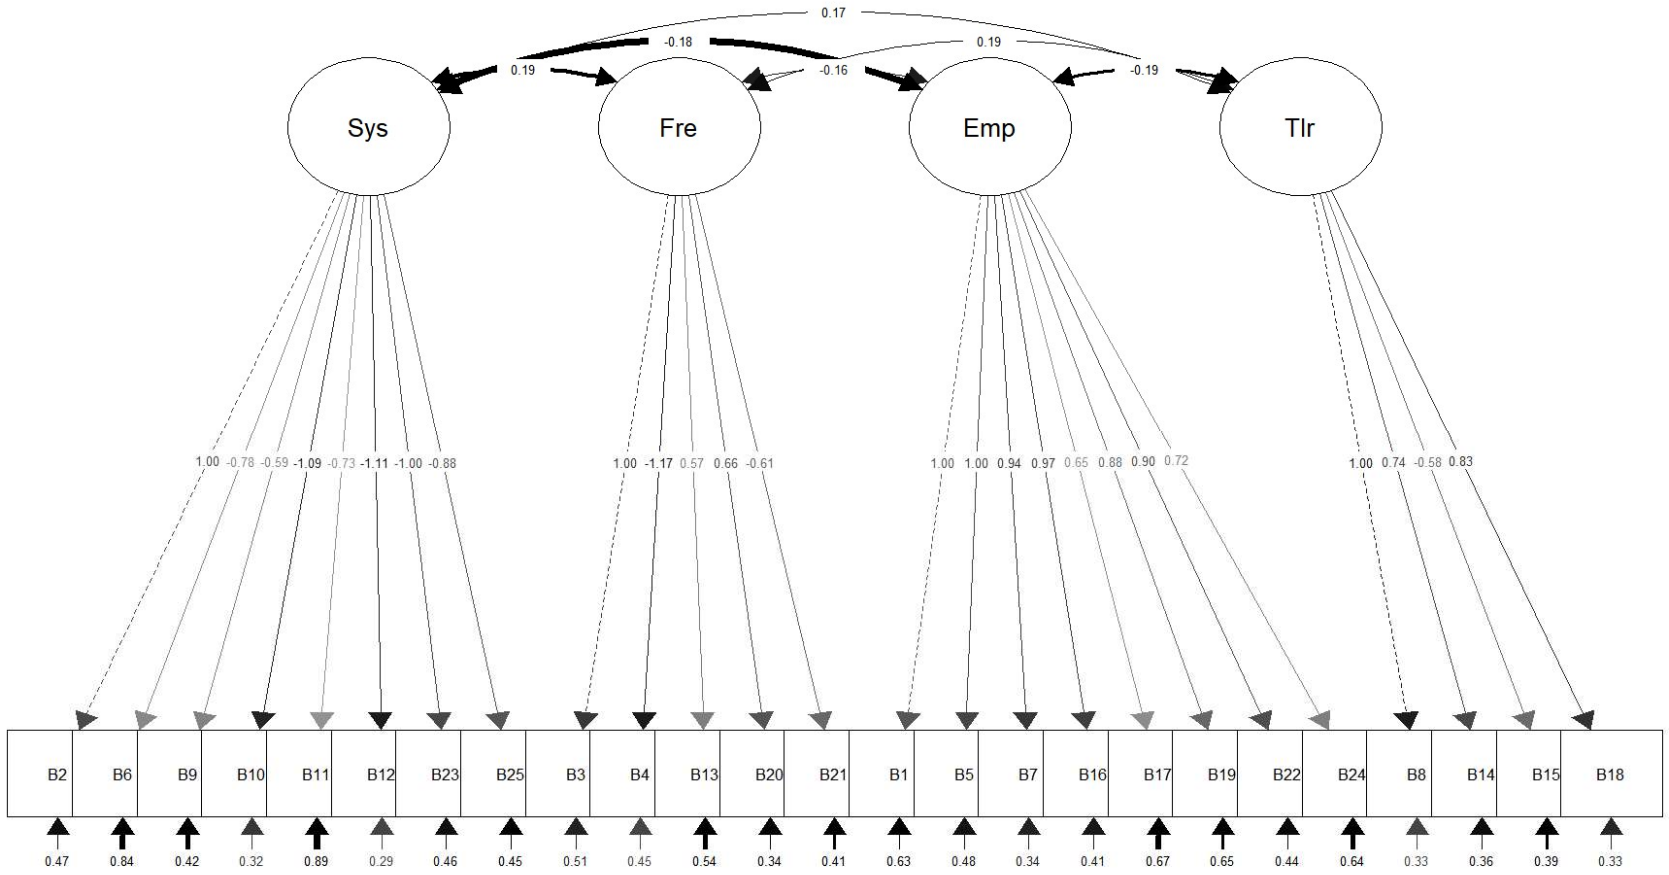 0.17
-0.18 0.19
0.19 -0.16 -0.19
Sys Fre Emp Tlr
1.00 -0.78 -0.59 -1.09 -0.73 -1.11 -1.00 -0.88 1.00 -1.17 0.57 0.66 -0.61 1.00 1.00 0.94 0.97 0.65 0.88 0.90 0.72 1.00 0.74 -0.58 0.83
B2 B6 B9 B10 B11 B12 B23 B25 B3 B4 B13 B20 B21 B1 B5 B7 B16 B17 B19 B22 B24 B8 B14 B15 B18
0.47 0.84 0.42 0.32 0.89 0.29 0.46 0.45 0.51 0.45 0.54 0.34 0.41 0.63 0.48 0.34 0.41 0.67 0.65 0.44 0.64 0.33 0.36 0.39 0.33